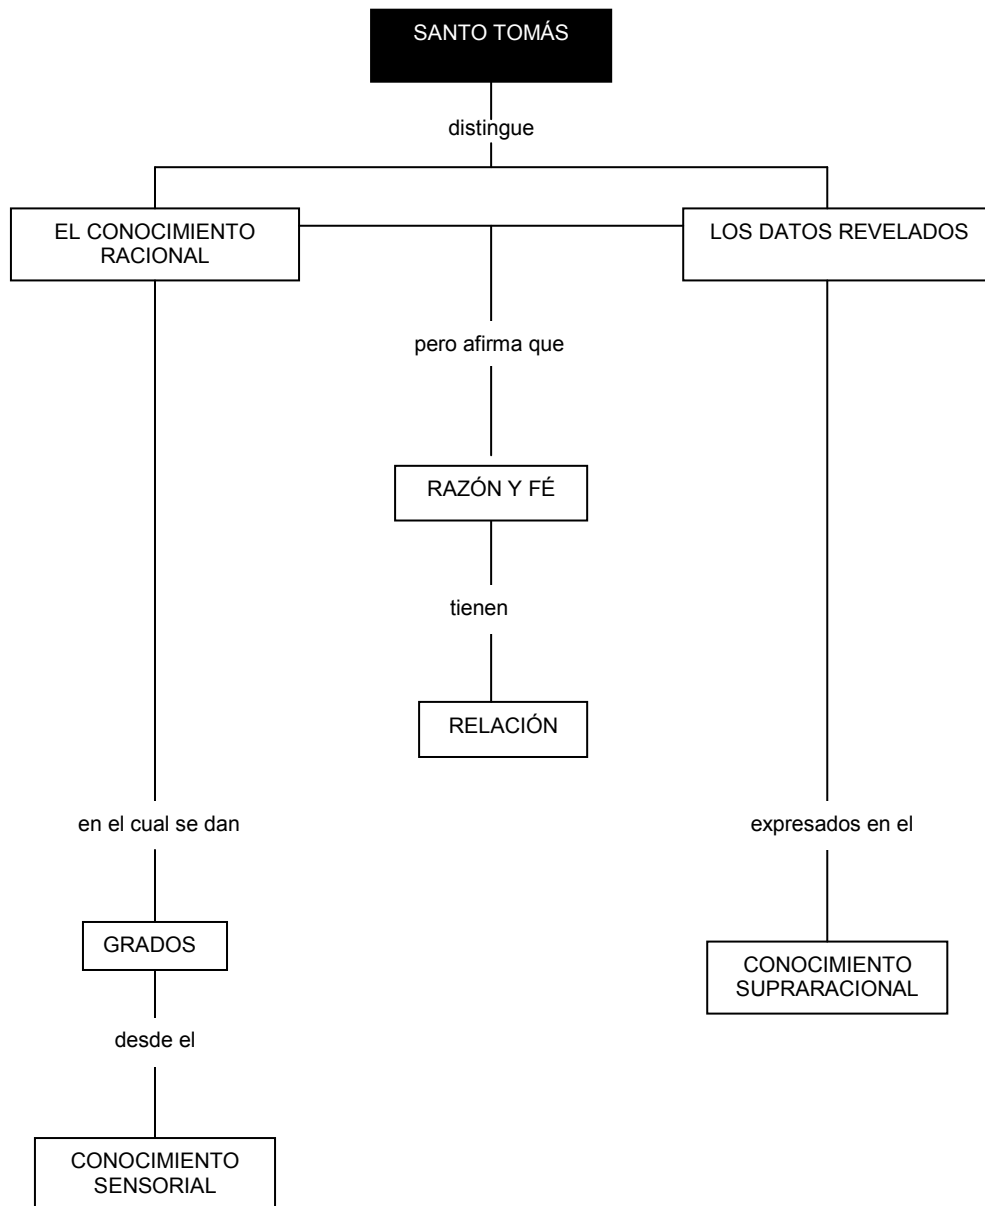 SANTO TOMÁS
distingue
EL CONOCIMIENTO
RACIONAL
LOS DATOS REVELADOS
pero afirma que
RAZÓN Y FÉ
tienen
RELACIÓN
en el cual se dan
expresados en el
GRADOS
CONOCIMIENTO
SUPRARACIONAL
desde el
CONOCIMIENTO
SENSORIAL